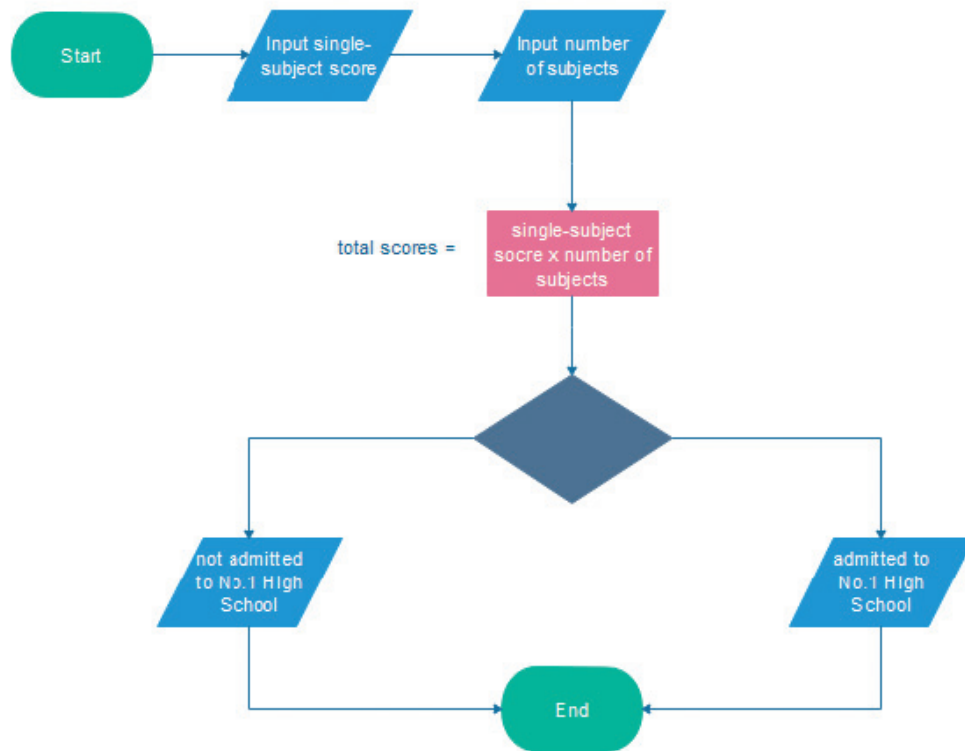 Start
Input single-
subject score
Input number
of subjects
total scores =
single-subject
socre x number of
subjects
not admitted
to No.1 High
School
admitted to
No.1 High
School
End